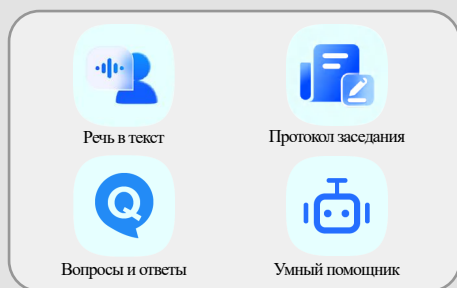 Речь в текст
Протокол заседания
Q
Вопросы и ответы
Умный помощник